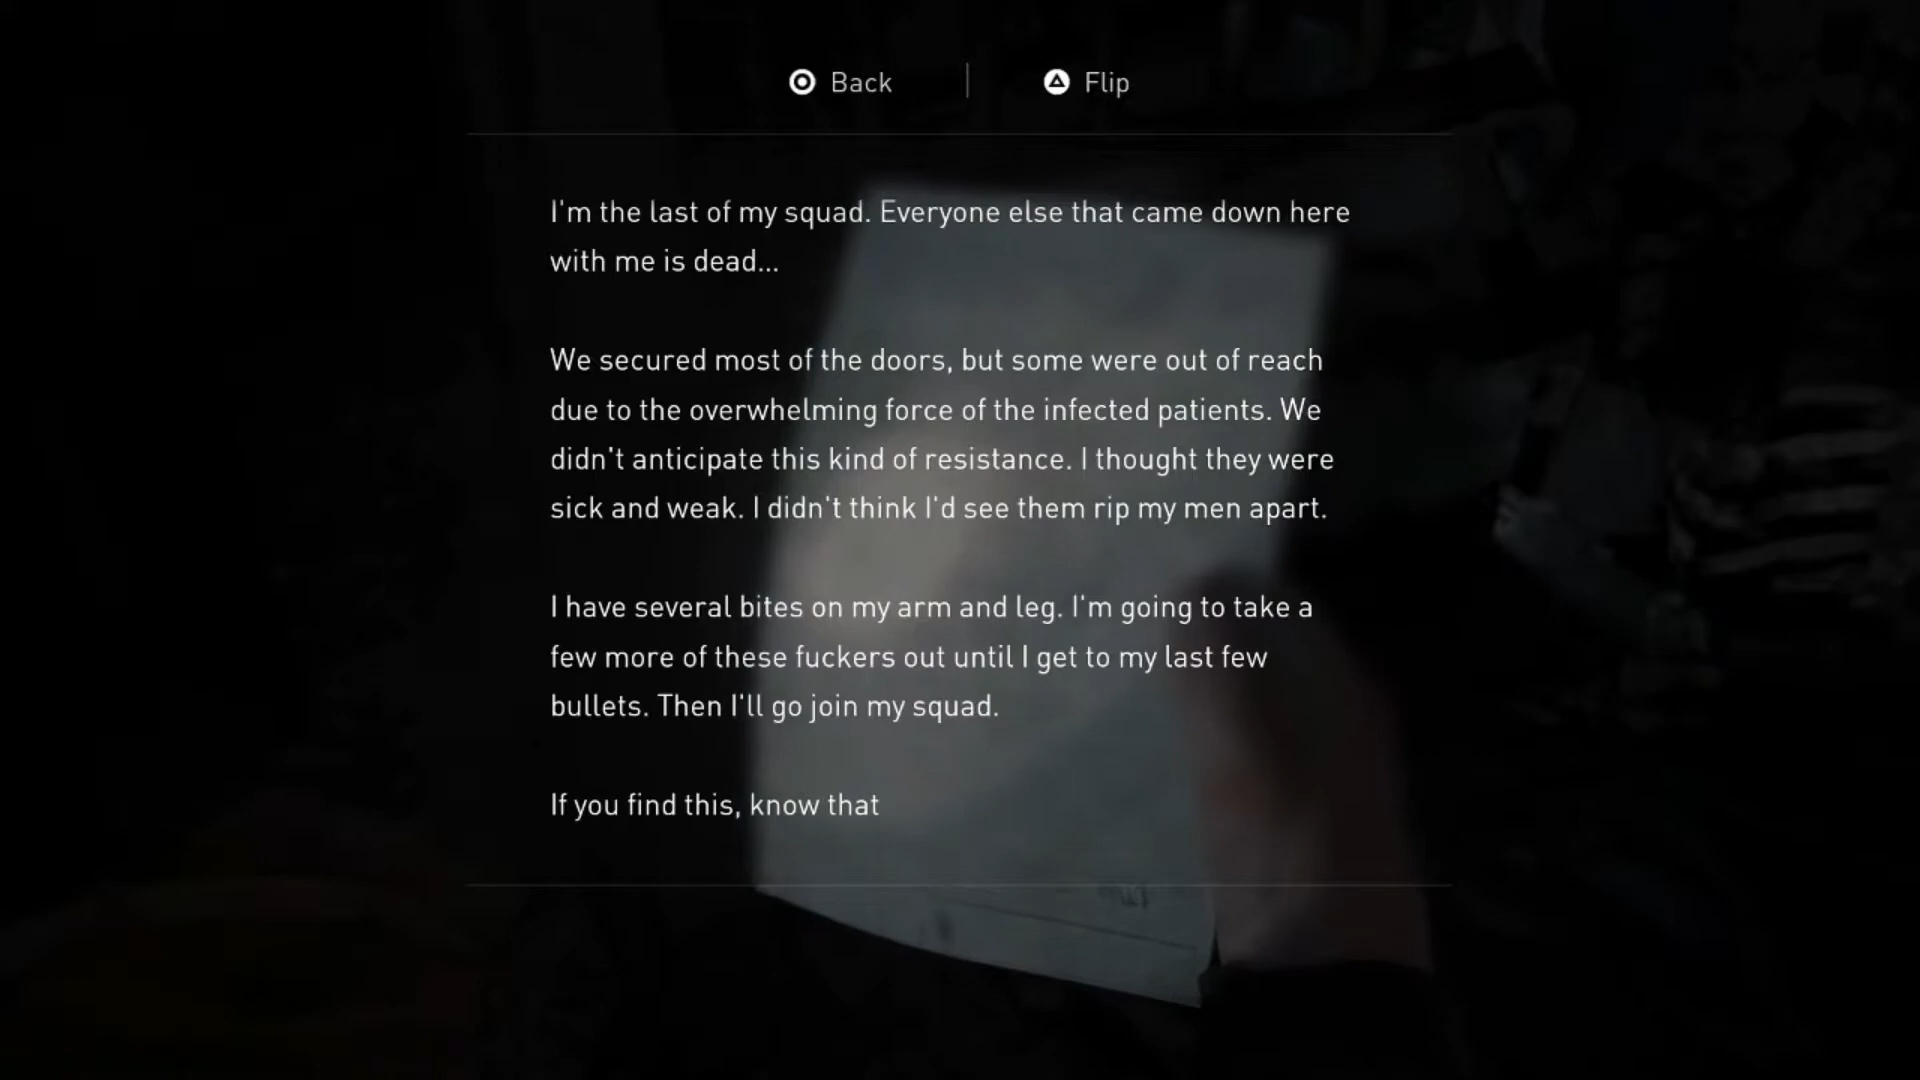 Back
Flip
I'm the last of my squad. Everyone else that came down here
with me is dead...
We secured most of the doors, but some were out of reach
due to the overwhelming force of the infected patients. We
didn't anticipate this kind of resistance. I thought they were
sick and weak. I didn't think I'd see them rip my men apart.
I have several bites on my arm and leg. I'm going to take a
few more of these fuckers out until I get to my last few
bullets. Then I'll go join my squad.
If you find this, know that